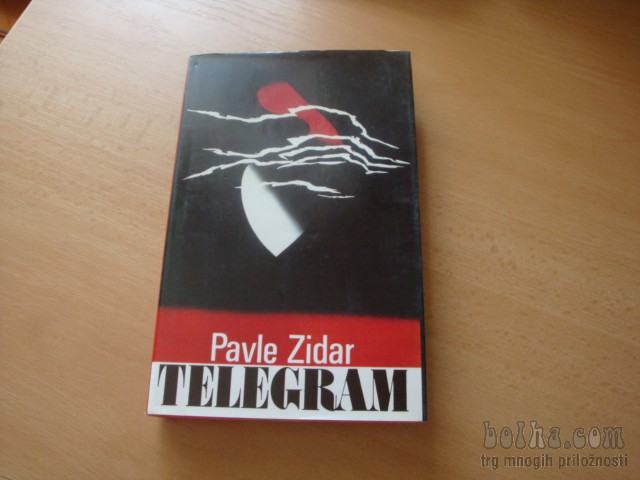 Pavle Zidar
TELEGRAM
bolha.com
trg mnogih priložnosti